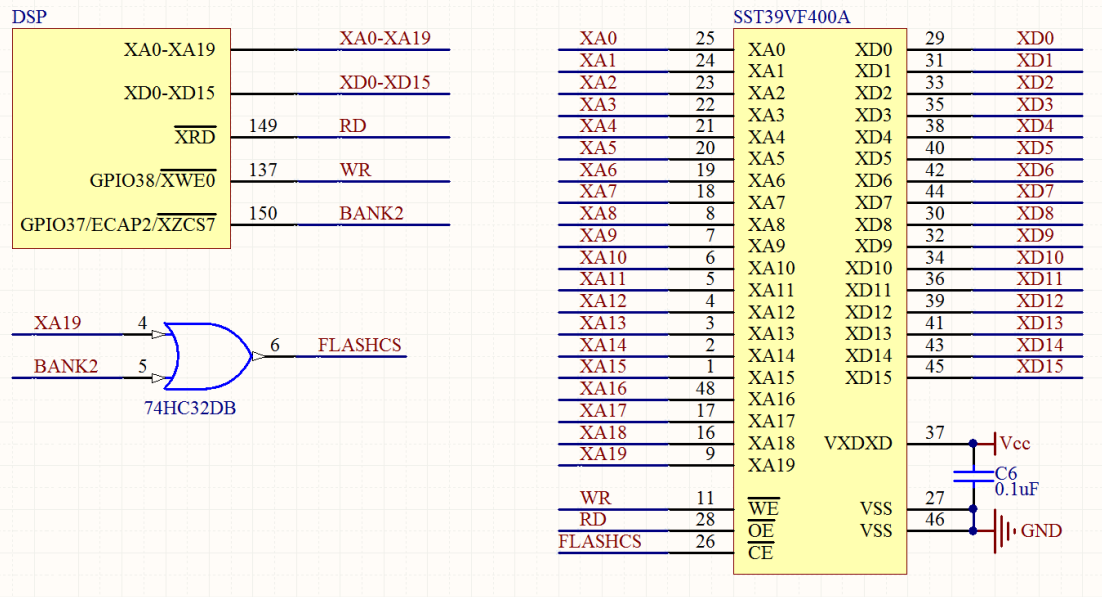 DSP
XA0-XA19 XA0-XA19
XD0-XD15 XD0-XD15
XRD 149 RD
GPIO38/XWE0 137 WR
GPIO37/ECAP2/XZCS7 150 BANK2
XA19 4
BANK2 5
6 FLASHCS
74HC32DB
SST39VF400A
XA0 25 XA0 XD0 29 XD0
XA1 24 XA1 XD1 31 XD1
XA2 23 XA2 XD2 33 XD2
XA3 22 XA3 XD3 35 XD3
XA4 21 XA4 XD4 38 XD4
XA5 20 XA5 XD5 40 XD5
XA6 19 XA6 XD6 42 XD6
XA7 18 XA7 XD7 44 XD7
XA8 8 XA8 XD8 30 XD8
XA9 7 XA9 XD9 32 XD9
XA10 6 XA10 XD10 34 XD10
XA11 5 XA11 XD11 36 XD11
XA12 4 XA12 XD12 39 XD12
XA13 3 XA13 XD13 41 XD13
XA14 2 XA14 XD14 43 XD14
XA15 1 XA15 XD15 45 XD15
XA16 48 XA16
XA17 17 XA17
XA18 16 XA18 VXDXD 37 Vcc
XA19 9 XA19
C6
0.1uF
WR 11 WE VSS 27
RD 28 OE VSS 46 GND
FLASHCS 26 CE